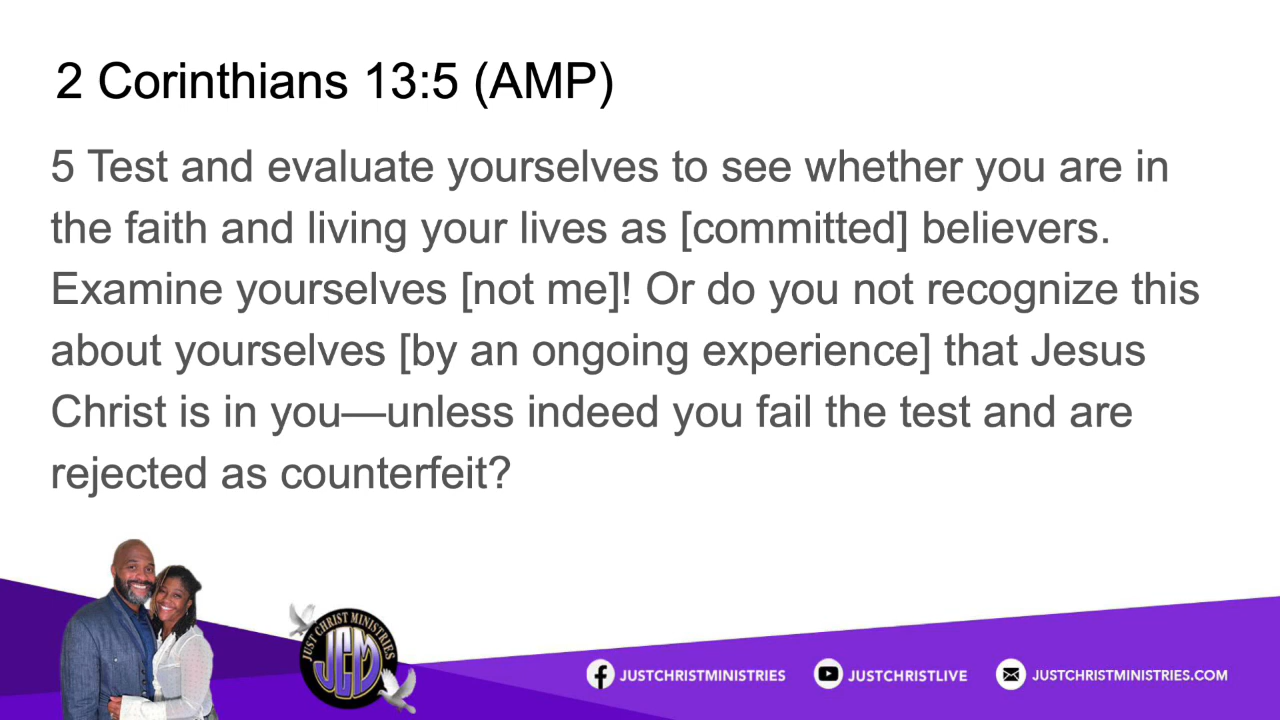 2 Corinthians 13:5 (AMP)
5 Test and evaluate yourselves to see whether you are in
the faith and living your lives as [committed] believers.
Examine yourselves [not me]! Or do you not recognize this
about yourselves [by an ongoing experience] that Jesus
Christ is in you—unless indeed you fail the test and are
rejected as counterfeit?
JUST CHRIST MINISTRIES
JCM
JUSTCHRISTMINISTRIES
JUSTCHRISTLIVE
JUSTCHRISTMINISTRIES.COM